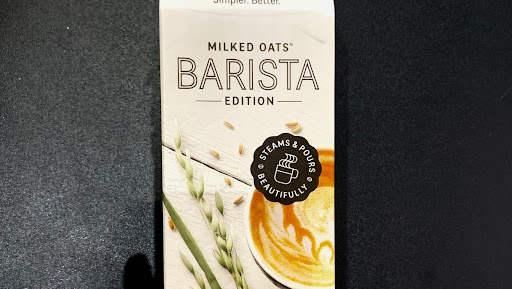 Simpler. Better.
MILKED OATS™
BARISTA
EDITION
STEAMS & POURS
BEAUTIFULLY